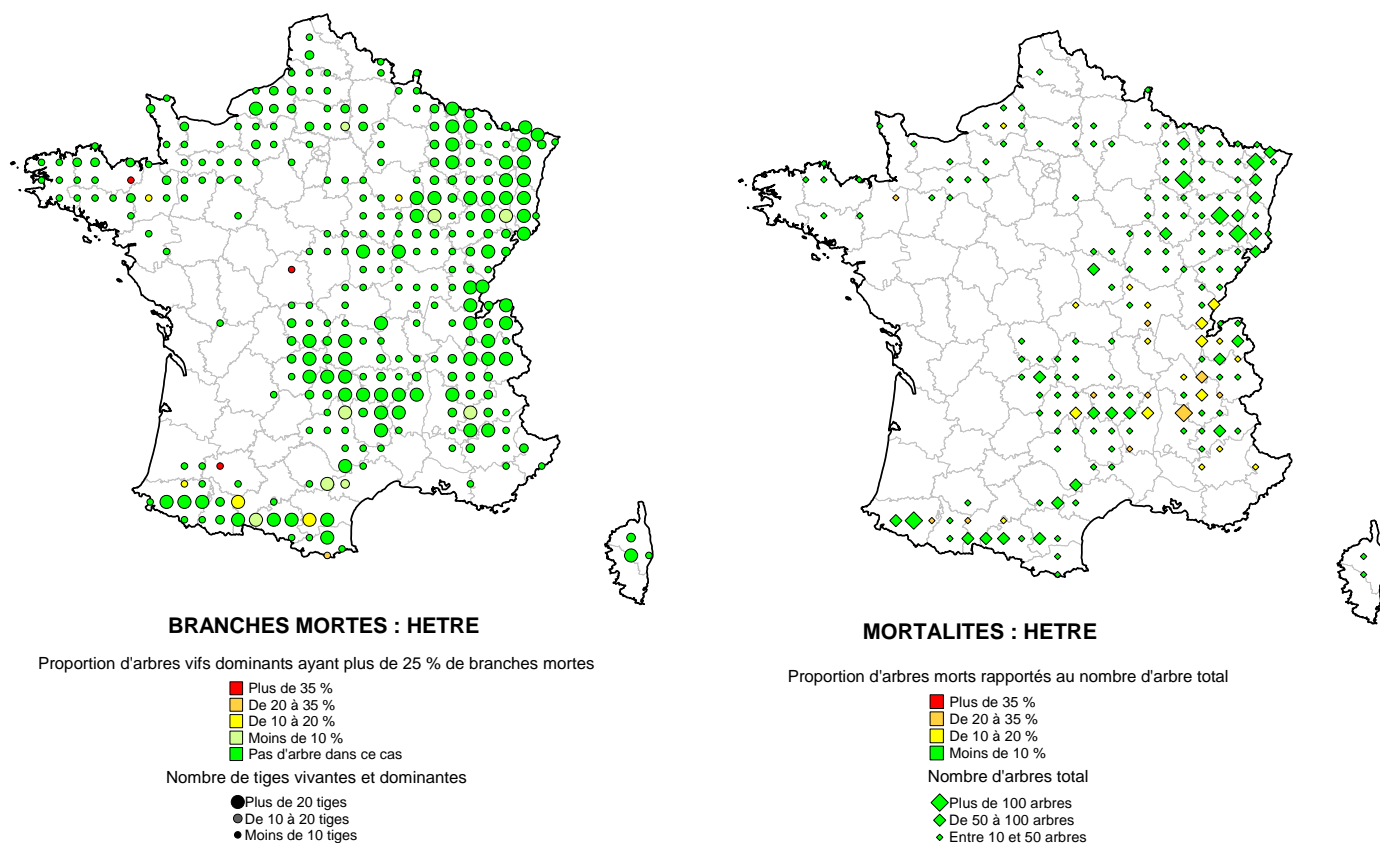 BRANCHES MORTES : HETRE
Proportion d'arbres vifs dominants ayant plus de 25 % de branches mortes
Plus de 35 %
De 20 à 35 %
De 10 à 20 %
Moins de 10 %
Pas d'arbre dans ce cas
Nombre de tiges vivantes et dominantes
Plus de 20 tiges
De 10 à 20 tiges
Moins de 10 tiges
MORTALITES : HETRE
Proportion d'arbres morts rapportés au nombre d'arbre total
Plus de 35 %
De 20 à 35 %
De 10 à 20 %
Moins de 10 %
Nombre d'arbres total
Plus de 100 arbres
De 50 à 100 arbres
Entre 10 et 50 arbres